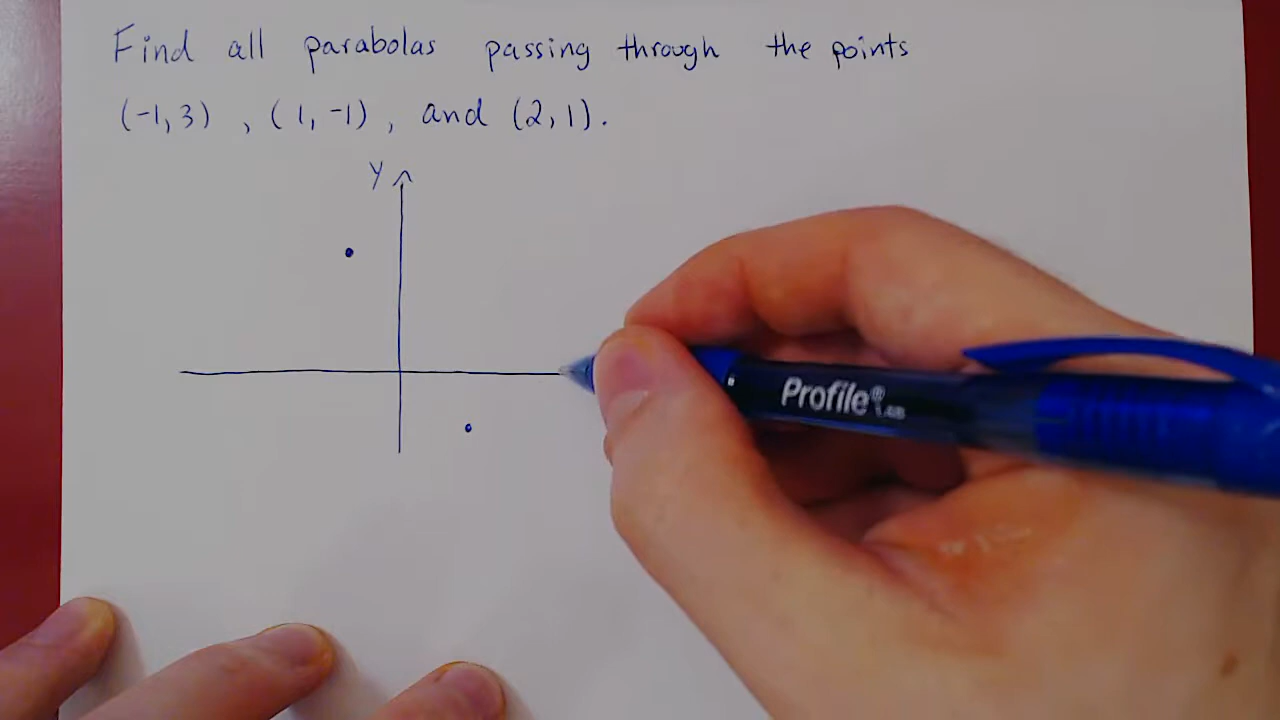 Find all parabolas passing through the points
(-1,3) , (1, -1) , and (2, 1).
Y
Profile®